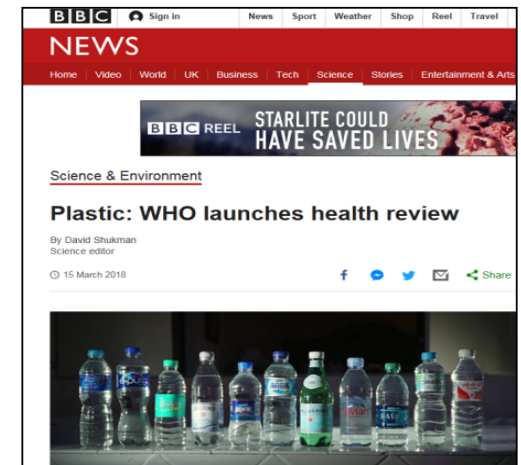 BBC Sign in News Sport Weather Shop Reel Travel
NEWS
Home Video World UK Business Tech Science Stories Entertainment & Arts
BBC REEL STARLITE COULD
HAVE SAVED LIVES
Science & Environment
Plastic: WHO launches health review
By David Shukman
Science editor
15 March 2018
f Share
e-pura
evian